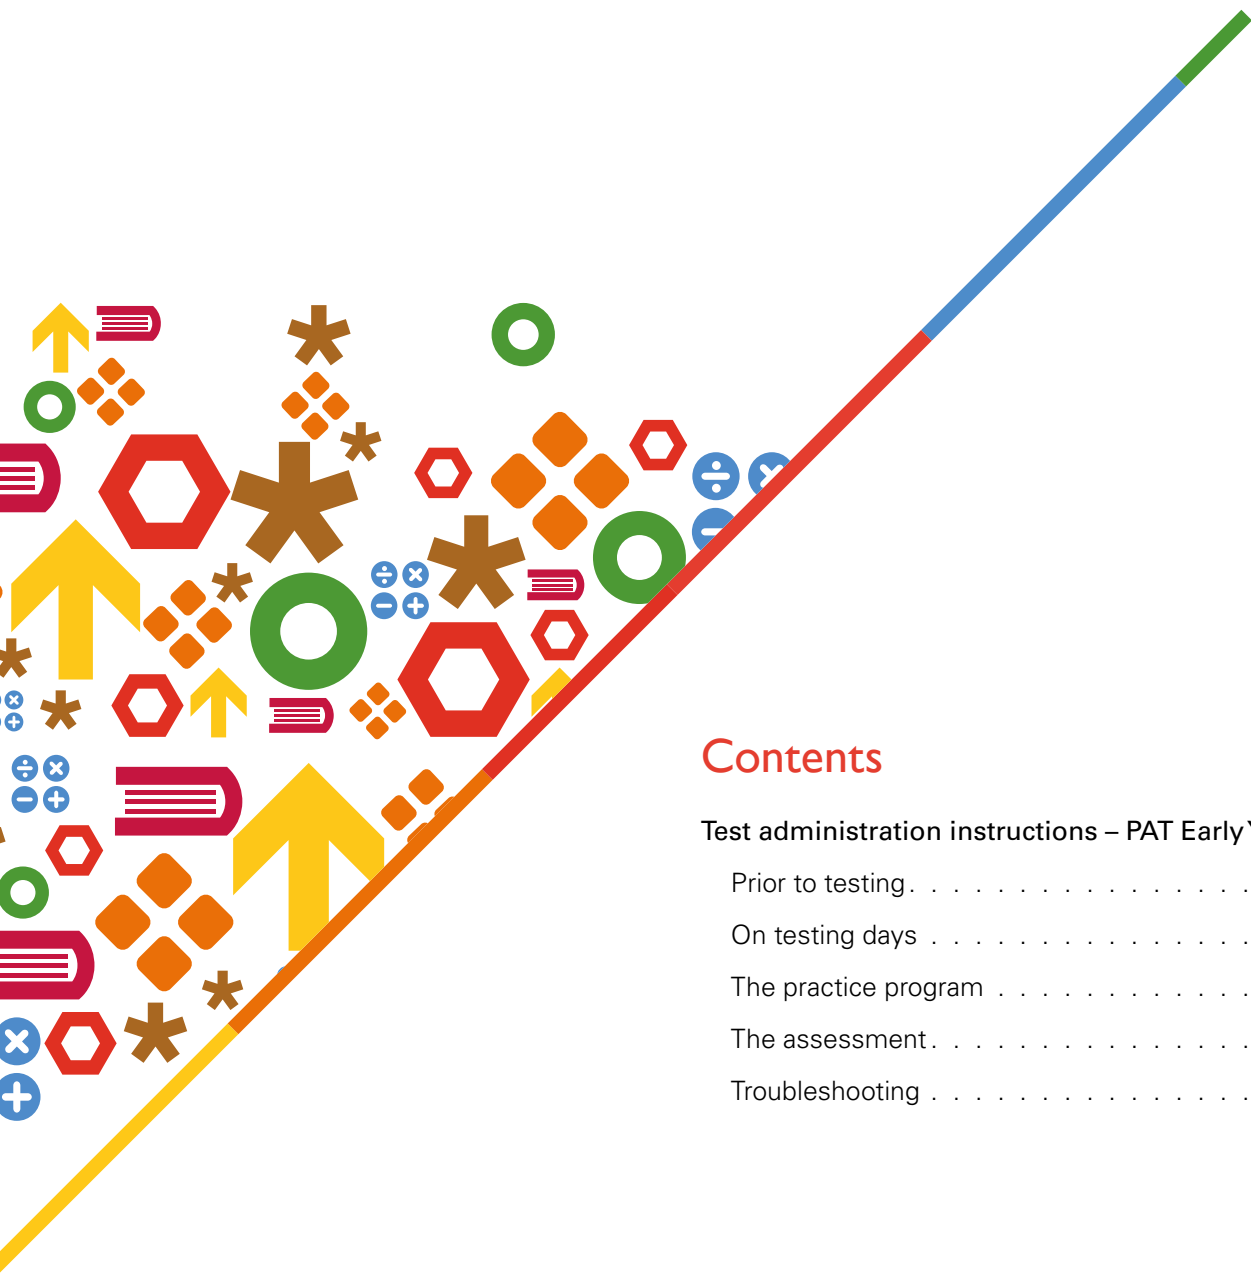 Contents
Test administration instructions – PAT Early
Prior to testing . . . . . . . . . . . . . . . .
On testing days . . . . . . . . . . . . . . .
The practice program . . . . . . . . . . . .
The assessment . . . . . . . . . . . . . . .
Troubleshooting . . . . . . . . . . . . . . .